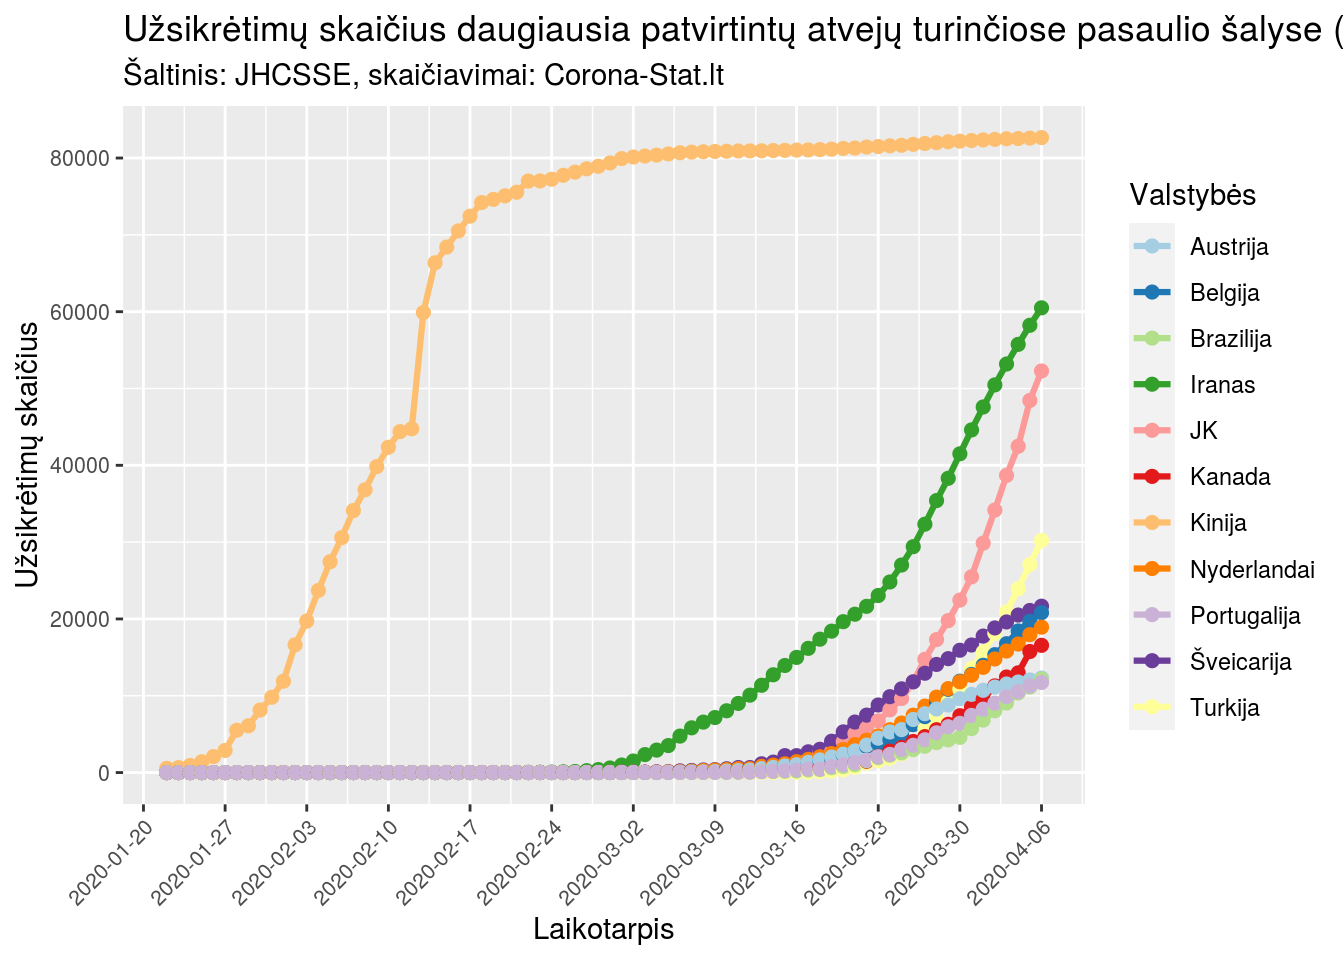 Užsikrėtimų skaičius daugiausia patvirtintų atvejų turinčiose pasaulio šalyse (
Šaltinis: JHCSSE, skaičiavimai: Corona-Stat.lt
Užsikrėtimų skaičius
80000
60000
40000
20000
0
2020-01-20
2020-01-27
2020-02-03
2020-02-10
2020-02-17
2020-02-24
2020-03-02
2020-03-09
2020-03-16
2020-03-23
2020-03-30
2020-04-06
Laikotarpis
Valstybės
Austrija
Belgija
Brazilija
Iranas
JK
Kanada
Kinija
Nyderlandai
Portugalija
Šveicarija
Turkija